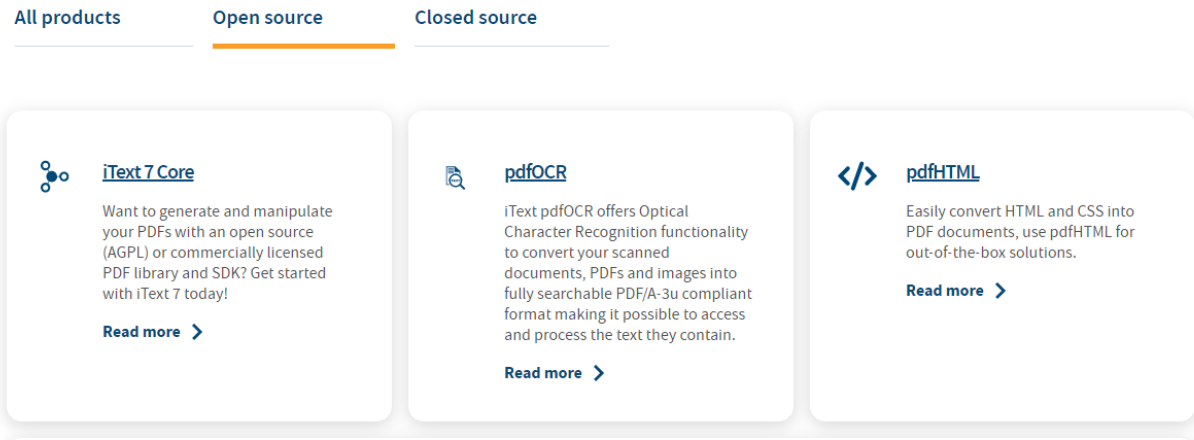 All products
Open source
Closed source
iText 7 Core
Want to generate and manipulate
your PDFs with an open source
(AGPL) or commercially licensed
PDF library and SDK? Get started
with iText 7 today!
Read more
pdfOCR
iText pdfOCR offers Optical
Character Recognition functionality
to convert your scanned
documents, PDFs and images into
fully searchable PDF/A-3u compliant
format making it possible to access
and process the text they contain.
Read more
pdfHTML
Easily convert HTML and CSS into
PDF documents, use pdfHTML for
out-of-the-box solutions.
Read more